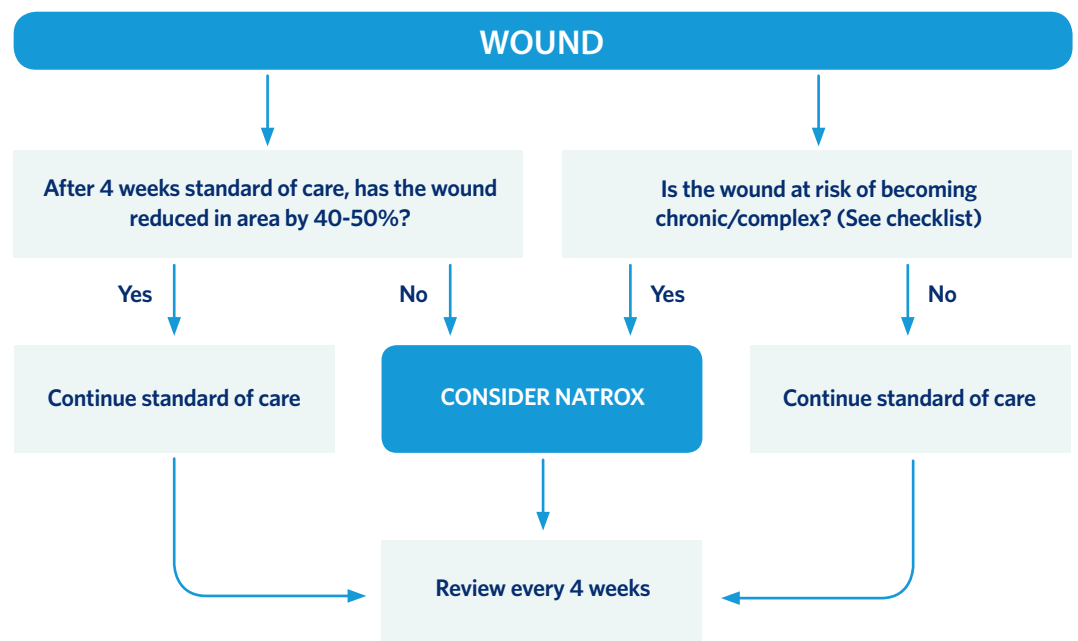 WOUND
After 4 weeks standard of care, has the wound
reduced in area by 40-50%?
Is the wound at risk of becoming
chronic/complex? (See checklist)
Yes
No
Yes
No
Continue standard of care
CONSIDER NATROX
Continue standard of care
Review every 4 weeks